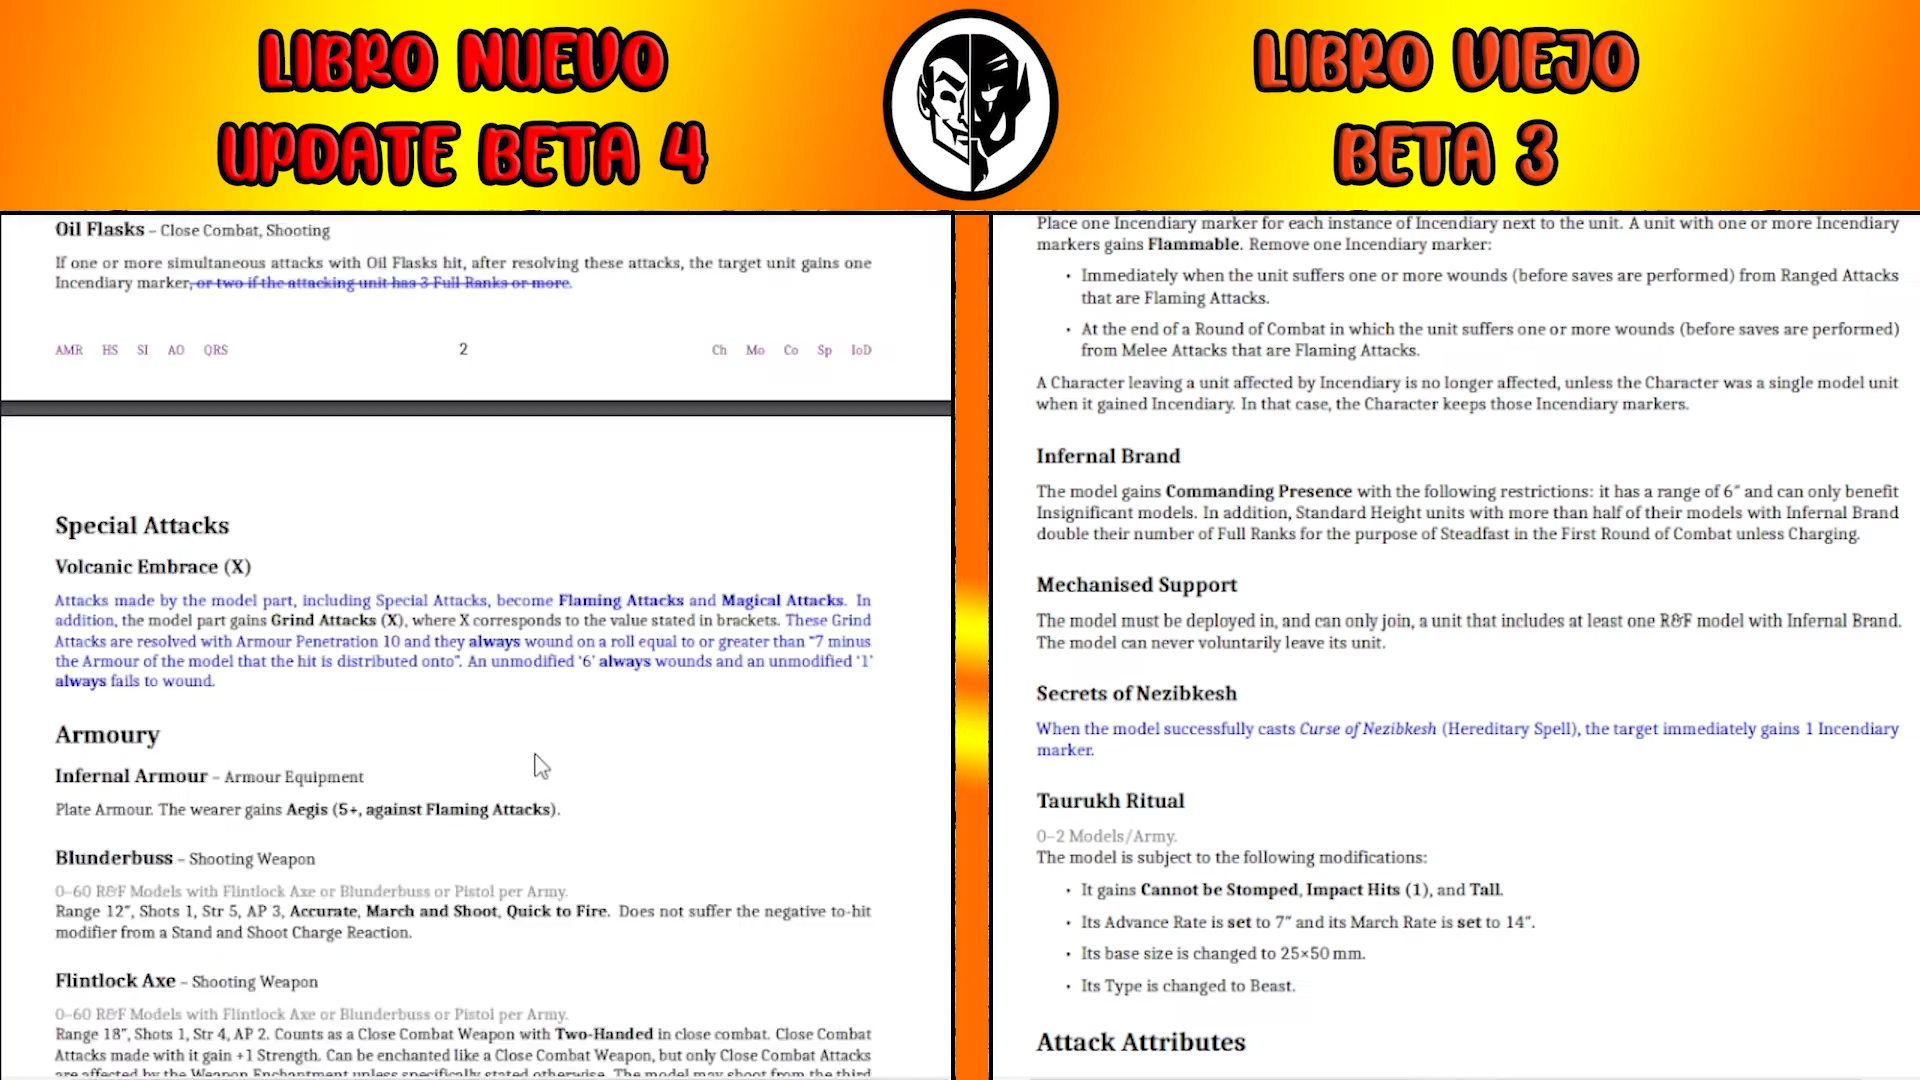 LIBRO NUEVO
UPDATE BETA 4
LIBRO VIEJO
BETA 3
Oil Flasks – Close Combat, Shooting
If one or more simultaneous attacks with Oil Flasks hit, after resolving these attacks, the target unit gains one
Incendiary marker, or two if the attacking unit has 3 Full Ranks or more.
AMR HS SI AO QRS 2 Ch Mo Co Sp IoD
Special Attacks
Volcanic Embrace (X)
Attacks made by the model part, including Special Attacks, become Flaming Attacks and Magical Attacks. In
addition, the model part gains Grind Attacks (X), where X corresponds to the value stated in brackets. These Grind
Attacks are resolved with Armour Penetration 10 and they always wound on a roll equal to or greater than "7 minus
the Armour of the model that the hit is distributed onto". An unmodified '6' always wounds and an unmodified '1'
always fails to wound.
Armoury
Infernal Armour – Armour Equipment
Plate Armour. The wearer gains Aegis (5+, against Flaming Attacks).
Blunderbuss – Shooting Weapon
0–60 R&F Models with Flintlock Axe or Blunderbuss or Pistol per Army.
Range 12", Shots 1, Str 5, AP 3, Accurate, March and Shoot, Quick to Fire. Does not suffer the negative to-hit
modifier from a Stand and Shoot Charge Reaction.
Flintlock Axe – Shooting Weapon
0–60 R&F Models with Flintlock Axe or Blunderbuss or Pistol per Army.
Range 18", Shots 1, Str 4, AP 2. Counts as a Close Combat Weapon with Two-Handed in close combat. Close Combat
Attacks made with it gain +1 Strength. Can be enchanted like a Close Combat Weapon, but only Close Combat Attacks
are affected by the Weapon Enchantment unless specifically stated otherwise. The model may shoot from the third
Place one Incendiary marker for each instance of Incendiary next to the unit. A unit with one or more Incendiary
markers gains Flammable. Remove one Incendiary marker:
• Immediately when the unit suffers one or more wounds (before saves are performed) from Ranged Attacks
that are Flaming Attacks.
• At the end of a Round of Combat in which the unit suffers one or more wounds (before saves are performed)
from Melee Attacks that are Flaming Attacks.
A Character leaving a unit affected by Incendiary is no longer affected, unless the Character was a single model unit
when it gained Incendiary. In that case, the Character keeps those Incendiary markers.
Infernal Brand
The model gains Commanding Presence with the following restrictions: it has a range of 6" and can only benefit
Insignificant models. In addition, Standard Height units with more than half of their models with Infernal Brand
double their number of Full Ranks for the purpose of Steadfast in the First Round of Combat unless Charging.
Mechanised Support
The model must be deployed in, and can only join, a unit that includes at least one R&F model with Infernal Brand.
The model can never voluntarily leave its unit.
Secrets of Nezibkesh
When the model successfully casts Curse of Nezibkesh (Hereditary Spell), the target immediately gains 1 Incendiary
marker.
Taurukh Ritual
0–2 Models/Army.
The model is subject to the following modifications:
• It gains Cannot be Stomped, Impact Hits (1), and Tall.
• Its Advance Rate is set to 7" and its March Rate is set to 14".
• Its base size is changed to 25×50 mm.
• Its Type is changed to Beast.
Attack Attributes